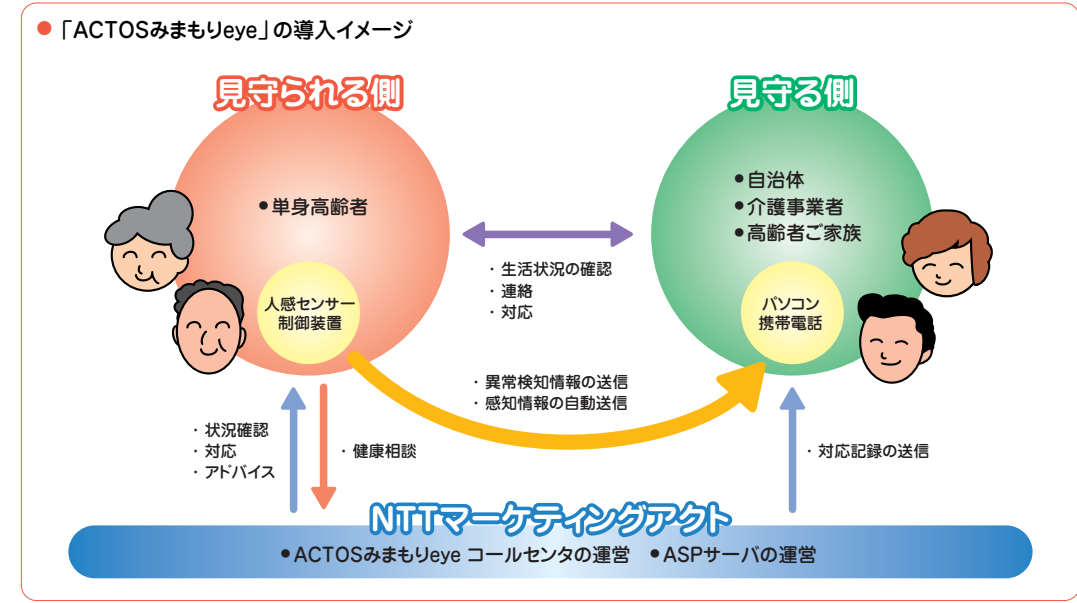 ●「ACTOSみまもりeye」の導入イメージ
見守られる側
見守る側
●単身高齢者
●自治体
●介護事業者
●高齢者ご家族
人感センサー
制御装置
パソコン
携帯電話
・生活状況の確認
・連絡
・対応
・異常検知情報の送信
・感知情報の自動送信
・状況確認
・対応
・アドバイス
・健康相談
・対応記録の送信
NTTマーケティングアクト
●ACTOSみまもりeye コールセンタの運営 ●ASPサーバの運営